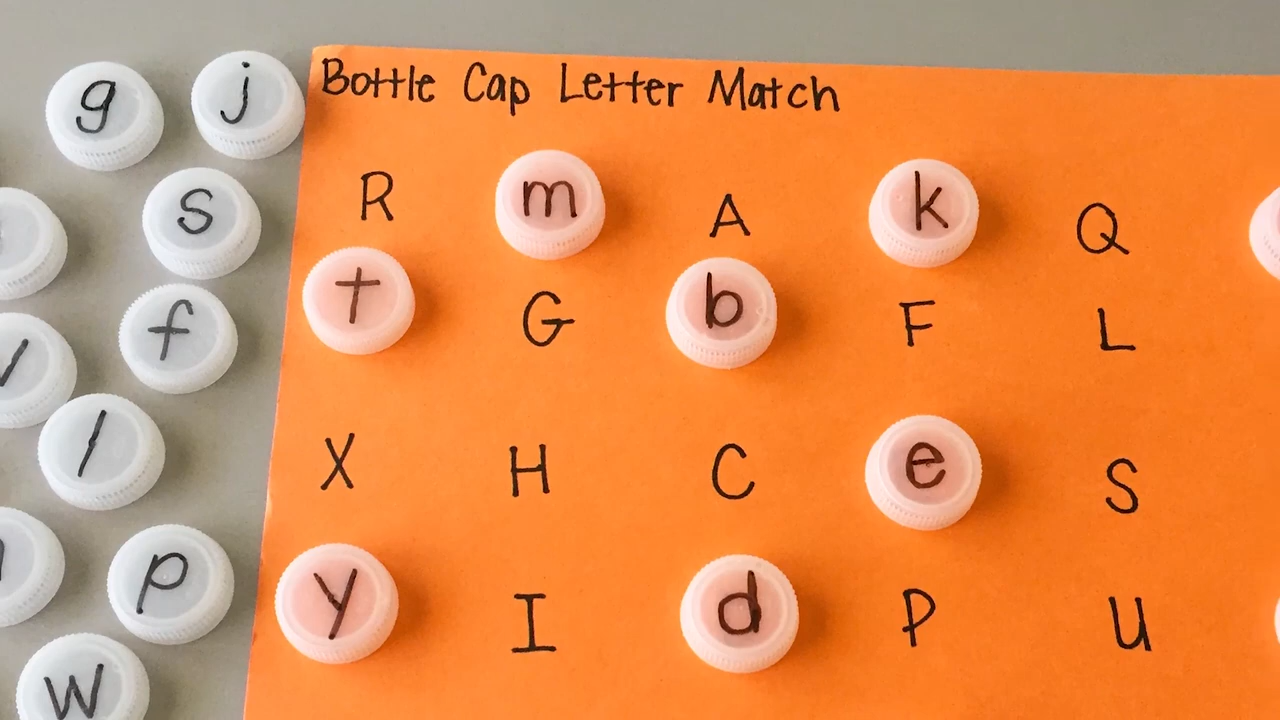 Bottle Cap Letter Match
g j
R m A k Q
s
t G b F L
f
X H C e S
l
y I d P U
p
w